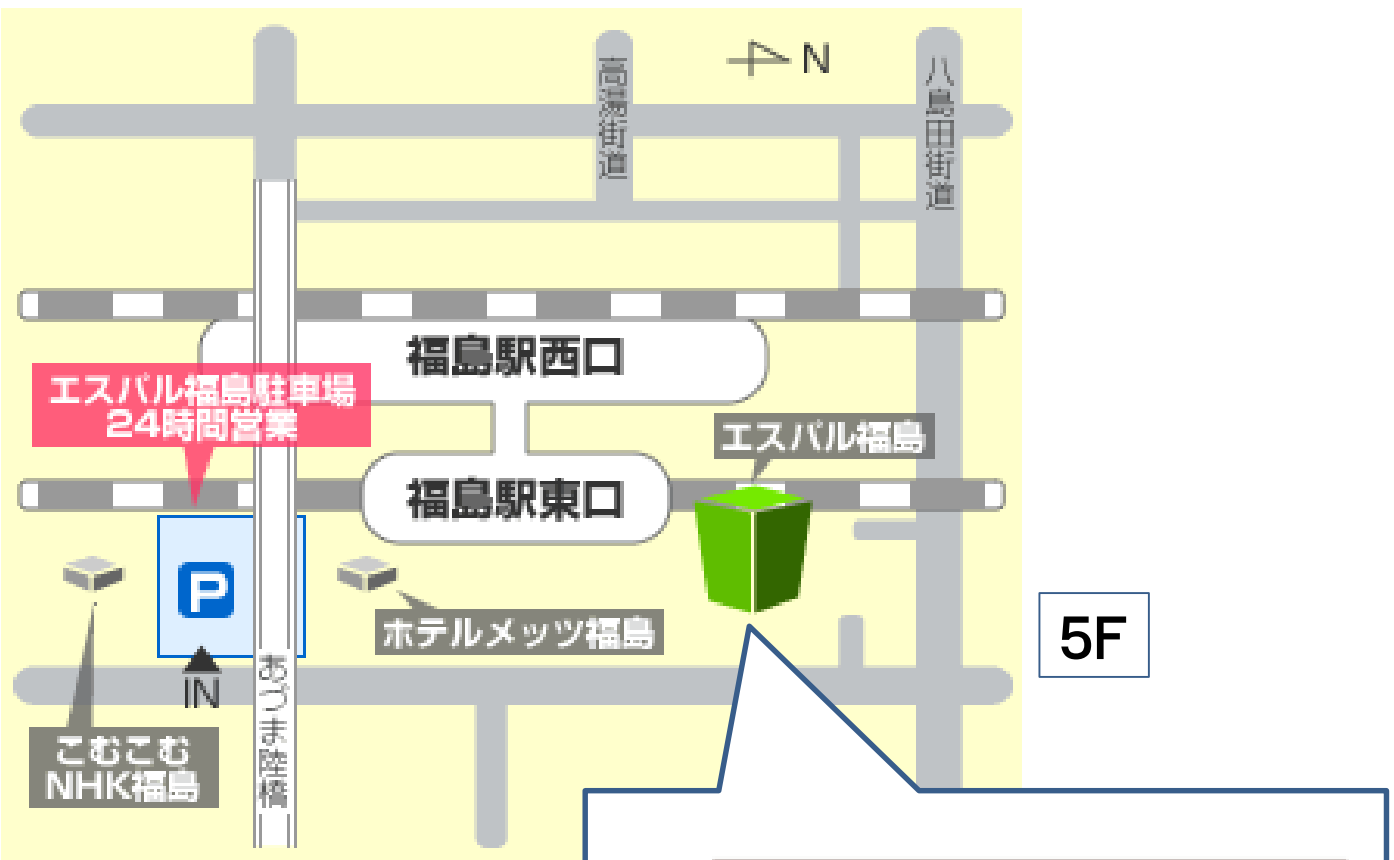 N
高湯街道
八島田街道
福島駅西口
エスパル福島駐車場
24時間営業
エスパル福島
福島駅東口
P
ホテルメッツ福島
5F
IN
あづま陸橋
こむこむ
NHK福島